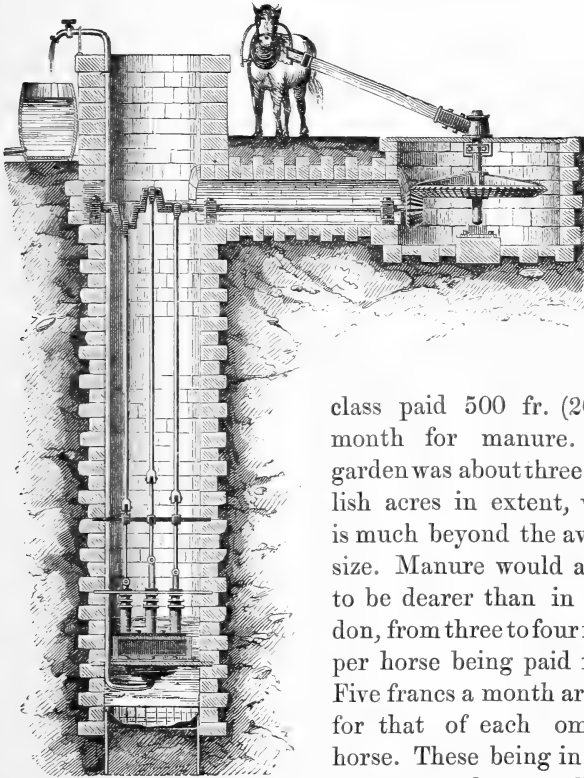 class paid 500 fr. (20
month for manure.
garden was about three
lish acres in extent, 
is much beyond the av
size. Manure would a
to be dearer than in
don, from three to four
per horse being paid
Five francs a month ar
for that of each om
horse. These being in